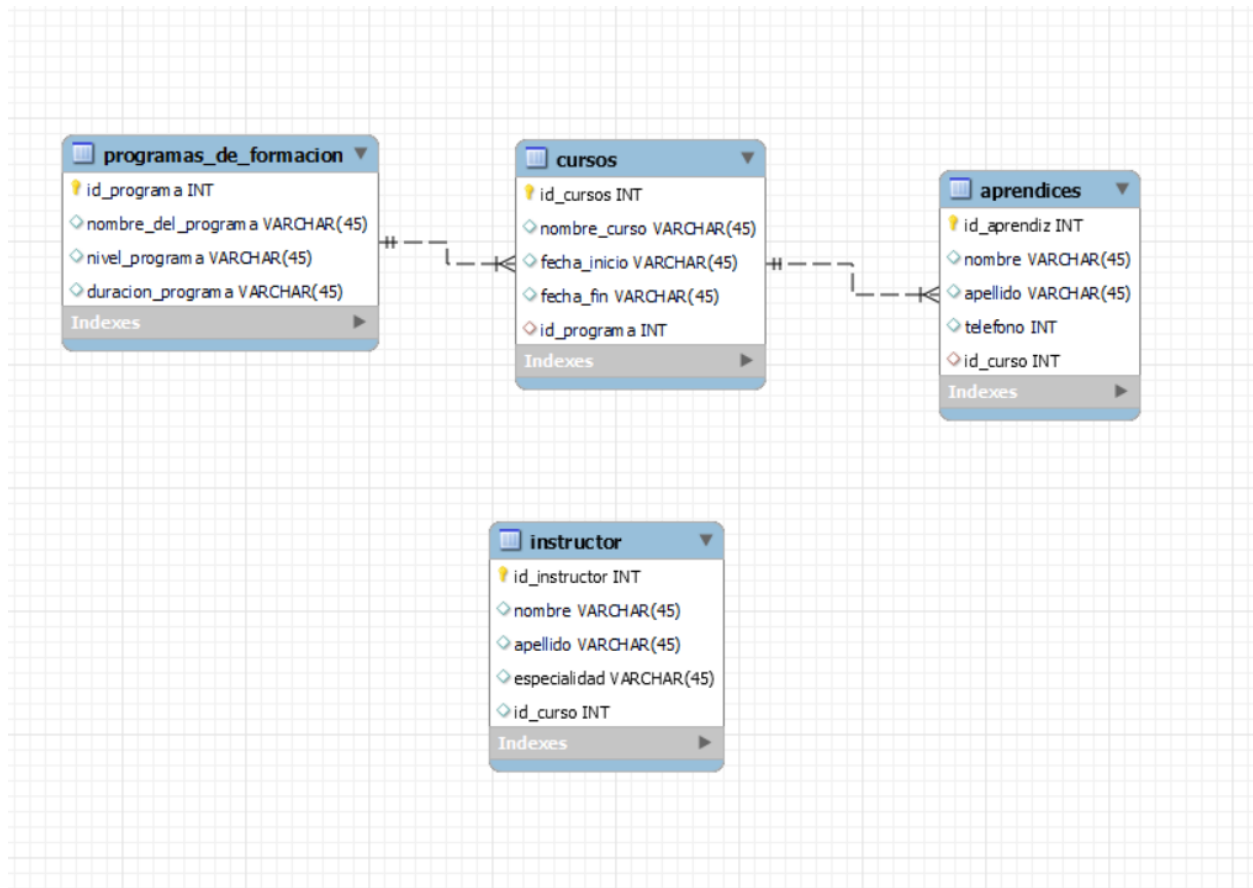 programas_de_formacion
id_programa INT
nombre_del_programa VARCHAR(45)
nivel_programa VARCHAR(45)
duracion_programa VARCHAR(45)
Indexes
cursos
id_cursos INT
nombre_curso VARCHAR(45)
fecha_inicio VARCHAR(45)
fecha_fin VARCHAR(45)
id_programa INT
Indexes
aprendices
id_aprendiz INT
nombre VARCHAR(45)
apellido VARCHAR(45)
telefono INT
id_curso INT
Indexes
instructor
id_instructor INT
nombre VARCHAR(45)
apellido VARCHAR(45)
especialidad VARCHAR(45)
id_curso INT
Indexes